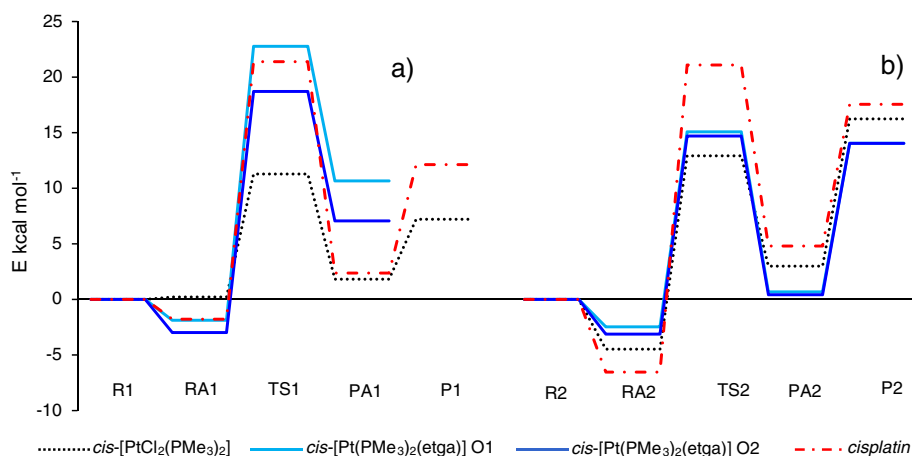 25
20
15
10
5
0
-5
-10
E kcal mol⁻¹
a)
b)
R1 RA1 TS1 PA1 P1 R2 RA2 TS2 PA2 P2
cis-[PtCl₂(PMe₃)₂] cis-[Pt(PMe₃)₂(etga)] O1 cis-[Pt(PMe₃)₂(etga)] O2 cisplatin